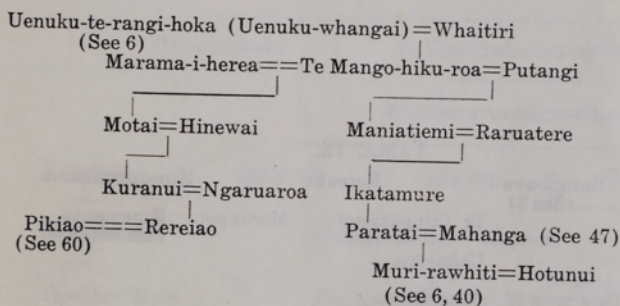 Uenuku-te-rangi-hoka (Uenuku-whangai)=Whaitiri
(See 6)
Marama-i-herea==Te Mango-hiku-roa=Putangi
Motai=Hinewai Maniatiemi=Raruatere
Kuranui=Ngaruaroa Ikatamure
Pikiao===Rereiao Paratai=Mahanga (See 47)
(See 60)
Muri-rawhiti=Hotunui
(See 6, 40)